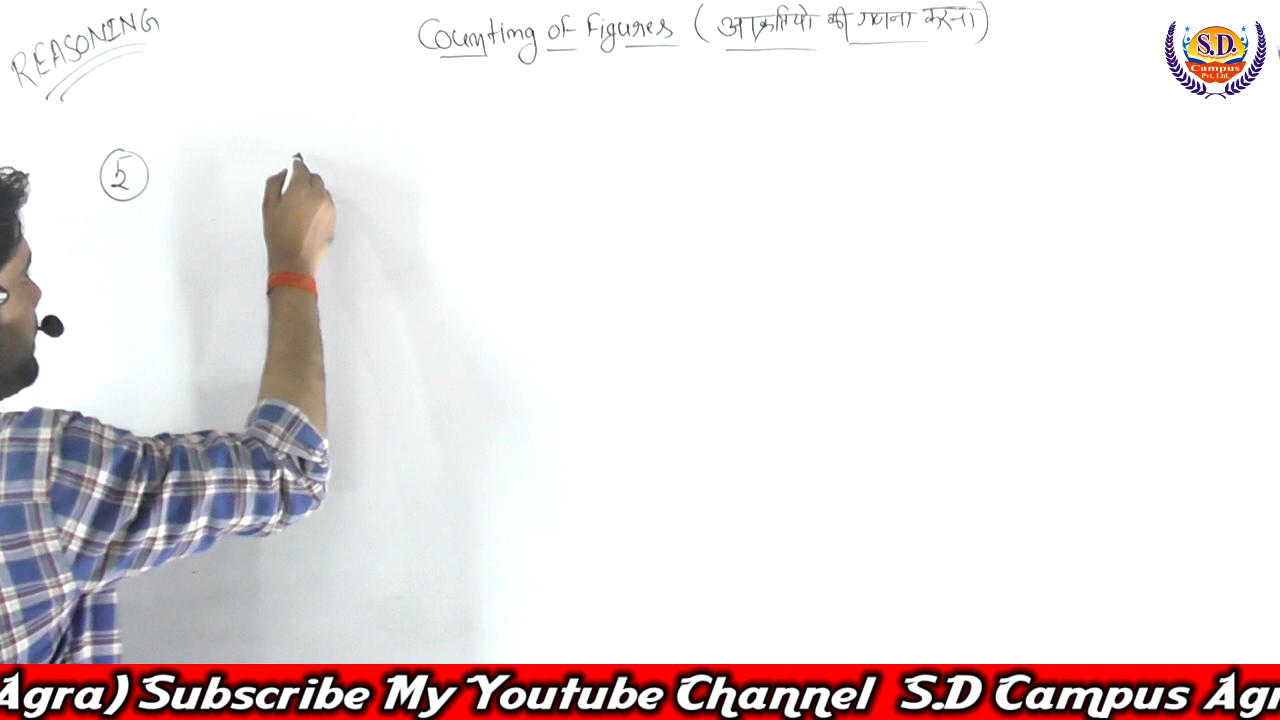 REASONING
Counting of Figures (आकृतियो की गणना करना)
S.D.
Campus
Pvt. Ltd.
5
Agra) Subscribe My Youtube Channel S.D Campus Agr